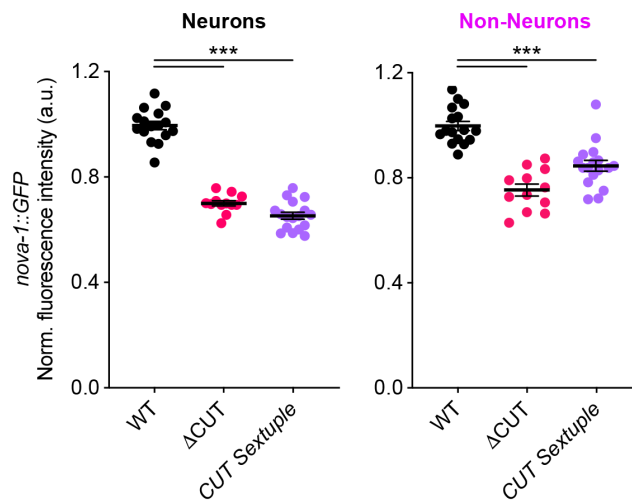 Neurons
Non-Neurons
***
***
nova-1::GFP
Norm. fluorescence intensity (a.u.)
1.2
0.8
0.4
0.0
WT
ΔCUT
CUT Sextuple
1.2
0.8
0.4
0.0
WT
ΔCUT
CUT Sextuple